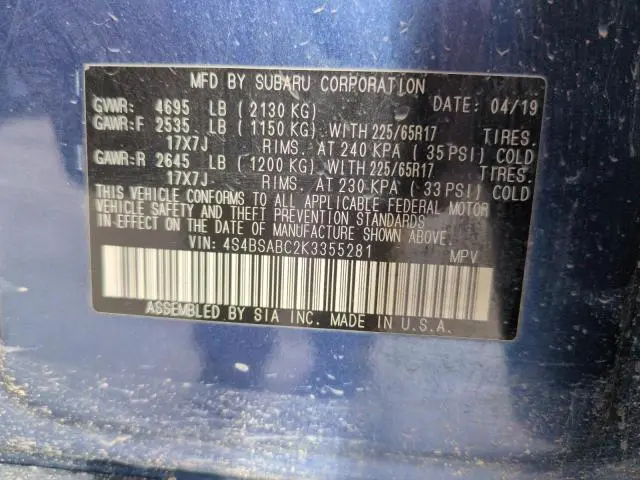 MFD BY SUBARU CORPORATION
GVWR: 4695 LB ( 2130 KG) DATE: 04/19
GAWR:F 2535 LB ( 1150 KG) WITH 225/65R17 TIRES.
17X7J RIMS. AT 240 KPA ( 35 PSI) COLD
GAWR:R 2645 LB ( 1200 KG) WITH 225/65R17 TIRES.
17X7J RIMS. AT 230 KPA ( 33 PSI) COLD
THIS VEHICLE CONFORMS TO ALL APPLICABLE FEDERAL MOTOR
VEHICLE SAFETY AND THEFT PREVENTION STANDARDS
IN EFFECT ON THE DATE OF MANUFACTURE SHOWN ABOVE.
VIN: 4S4BSABC2K3355281 MPV
ASSEMBLED BY SIA INC. MADE IN U.S.A.